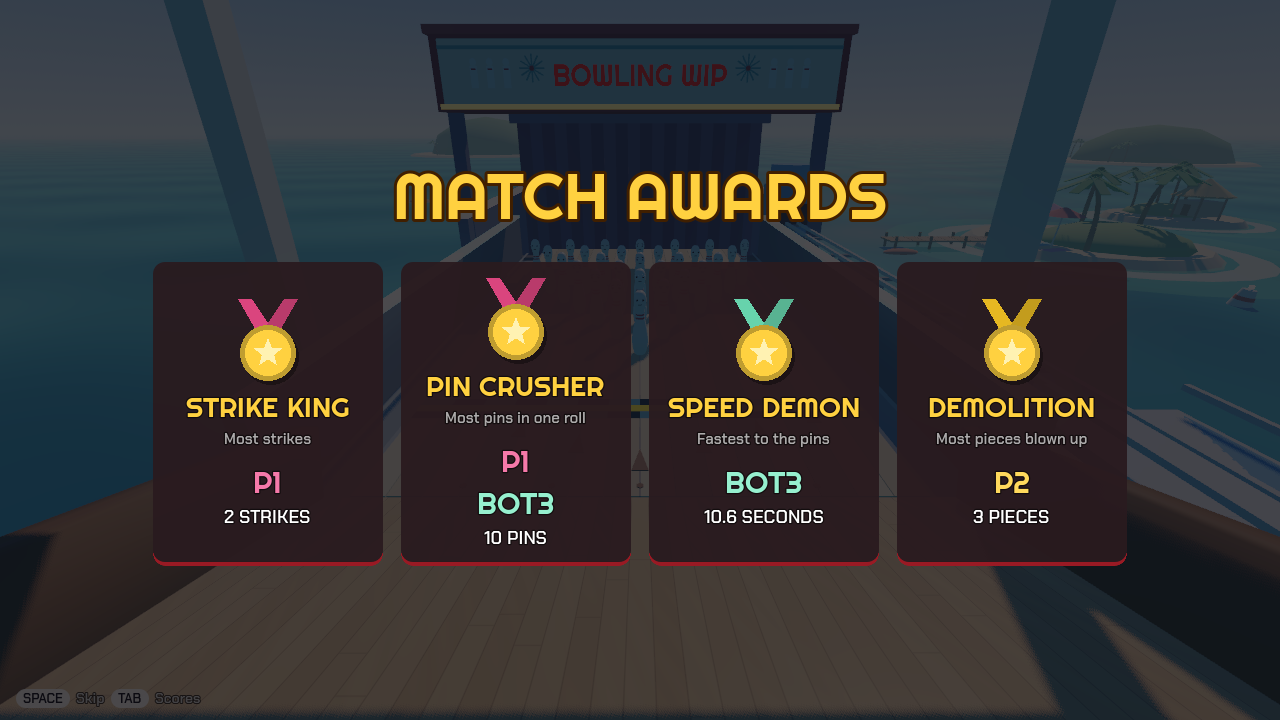 BOWLING WIP
MATCH AWARDS
STRIKE KING
Most strikes
P1
2 STRIKES
PIN CRUSHER
Most pins in one roll
P1
BOT3
10 PINS
SPEED DEMON
Fastest to the pins
BOT3
10.6 SECONDS
DEMOLITION
Most pieces blown up
P2
3 PIECES
SPACE Skip TAB Scores